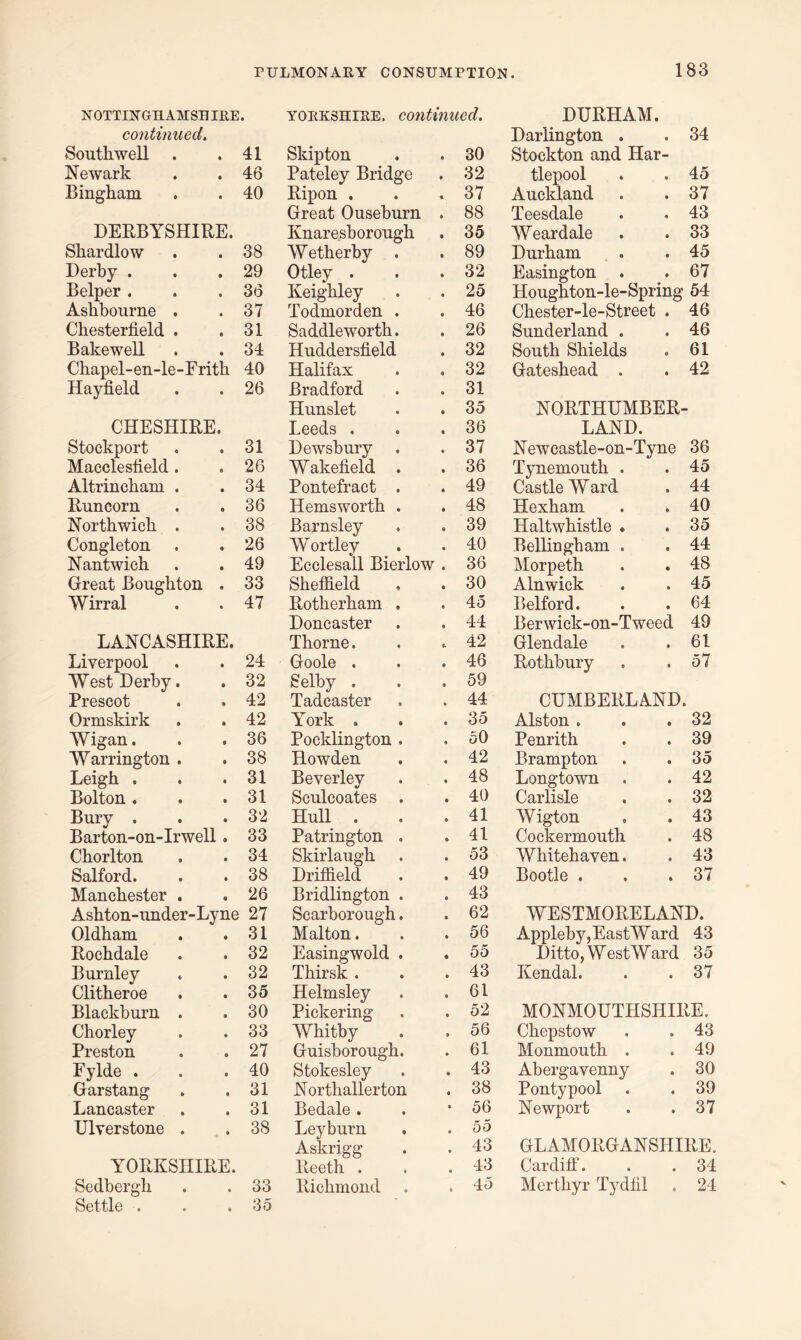 PULMONARY CONSUMPTION. 183
NOTTINGHAMSHIRE.
continued.
Southwell . . 41
Newark . . 46
Bingham . . 40
DERBYSHIRE.
Shardlow . . 38
Derby . . . 29
Belper . . . 36
Ashbourne . . 37
Chesterfield . . 31
Bakewell . . 34
Chapel-en-le-Frith 40
Hayfield . . 26
CHESHIRE.
Stockport . . 31
Macclesfield . . 26
Altrincham . . 34
Runcorn . . 36
Northwich . . 38
Congleton . . 26
Nantwich . . 49
Great Boughton . 33
Wirral . . 47
LANCASHIRE.
Liverpool . . 24
West Derby . . 32
Prescot . . 42
Ormskirk . . 42
Wigan . . . 36
Warrington . . 38
Leigh . . . 31
Bolton . . . 31
Bury . . . 32
Barton-on-Irwell . 33
Chorlton . . 34
Salford. . . 38
Manchester . . 26
Ashton-under-Lyne 27
Oldham . . 31
Rochdale . . 32
Burnley . . 32
Clitheroe . . 35
Blackburn . . 30
Chorley . . 33
Preston . . 27
Fylde . . . 40
Garstang . . 31
Lancaster . . 31
Ulverstone . . 38
YORKSHIRE.
Sedbergh . . 33
Settle . . . 35
YORKSHIRE. continued.
Skipton . . 30
Pateley Bridge . 32
Ripon . . . 37
Great Ouseburn . 88
Knaresborough . 35
Wetherby . . 89
Otley . . . 32
Keighley . . 25
Todmorden . . 46
Saddleworth. . 26
Huddersfield . 32
Halifax . . 32
Bradford . . 31
Hunslet . . 35
Leeds . . . 36
Dewsbury . . 37
Wakefield . . 36
Pontefract . . 49
Hemsworth . . 48
Barnsley . . 39
Wortley . . 40
Ecclesall Bierlow . 36
Sheffield . . 30
Rotherham . . 45
Doncaster . . 44
Thorne. . . 42
Goole . . . 46
Selby . . . 59
Tadcaster . . 44
York . . . 35
Pocklington . . 50
Howden . . 42
Beverley . . 48
Sculcoates . . 40
Hull . . . 41
Patrington . . 41
Skirlaugh . . 53
Driffield . . 49
Bridlington . . 43
Scarborough. . 62
Malton. . . 56
Easingwold . . 55
Thirsk . . . 43
Helmsley . . 61
Pickering . . 52
Whitby . . 56
Guisborough. . 61
Stokesley . . 43
Northallerton . 38
Bedale . . . 56
Leyburn . . 55
Askrigg . . 43
Reeth . . . 43
Richmond . . 45
DURHAM.
Darlington . . 34
Stockton and Har-
tlepool . . 45
Auckland . . 37
Teesdale . . 43
Weardale . . 33
Durham . . 45
Easington . . 67
Houghton-le-Spring 54
Chester-le-Street . 46
Sunderland . . 46
South Shields . 61
Gateshead . . 42
NORTHUMBER-
LAND.
Newcastle-on-Tyne 36
Tynemouth . . 45
Castle Ward . 44
Hexham . . 40
Haltwhistle . . 35
Bellingham . . 44
Morpeth . . 48
Alnwick . . 45
Belford. . . 64
Berwick-on-Tweed 49
Glendale . . 61
Rothbury . . 57
CUMBERLAND.
Alston . . . 32
Penrith . . 39
Brampton . . 35
Longtown . . 42
Carlisle . . 32
Wigton . . 43
Cockermouth . 48
Whitehaven. . 43
Bootle . . . 37
WESTMORELAND.
Appleby,EastWard 43
Ditto,WestWard 35
Kendal. . . 37
MONMOUTHSHIRE.
Chepstow . . 43
Monmouth . . 49
Abergavenny . 30
Pontypool . . 39
Newport . . 37
GLAMORGANSHIRE.
Cardiff. . . 34
Merthyr Tydfil . 24